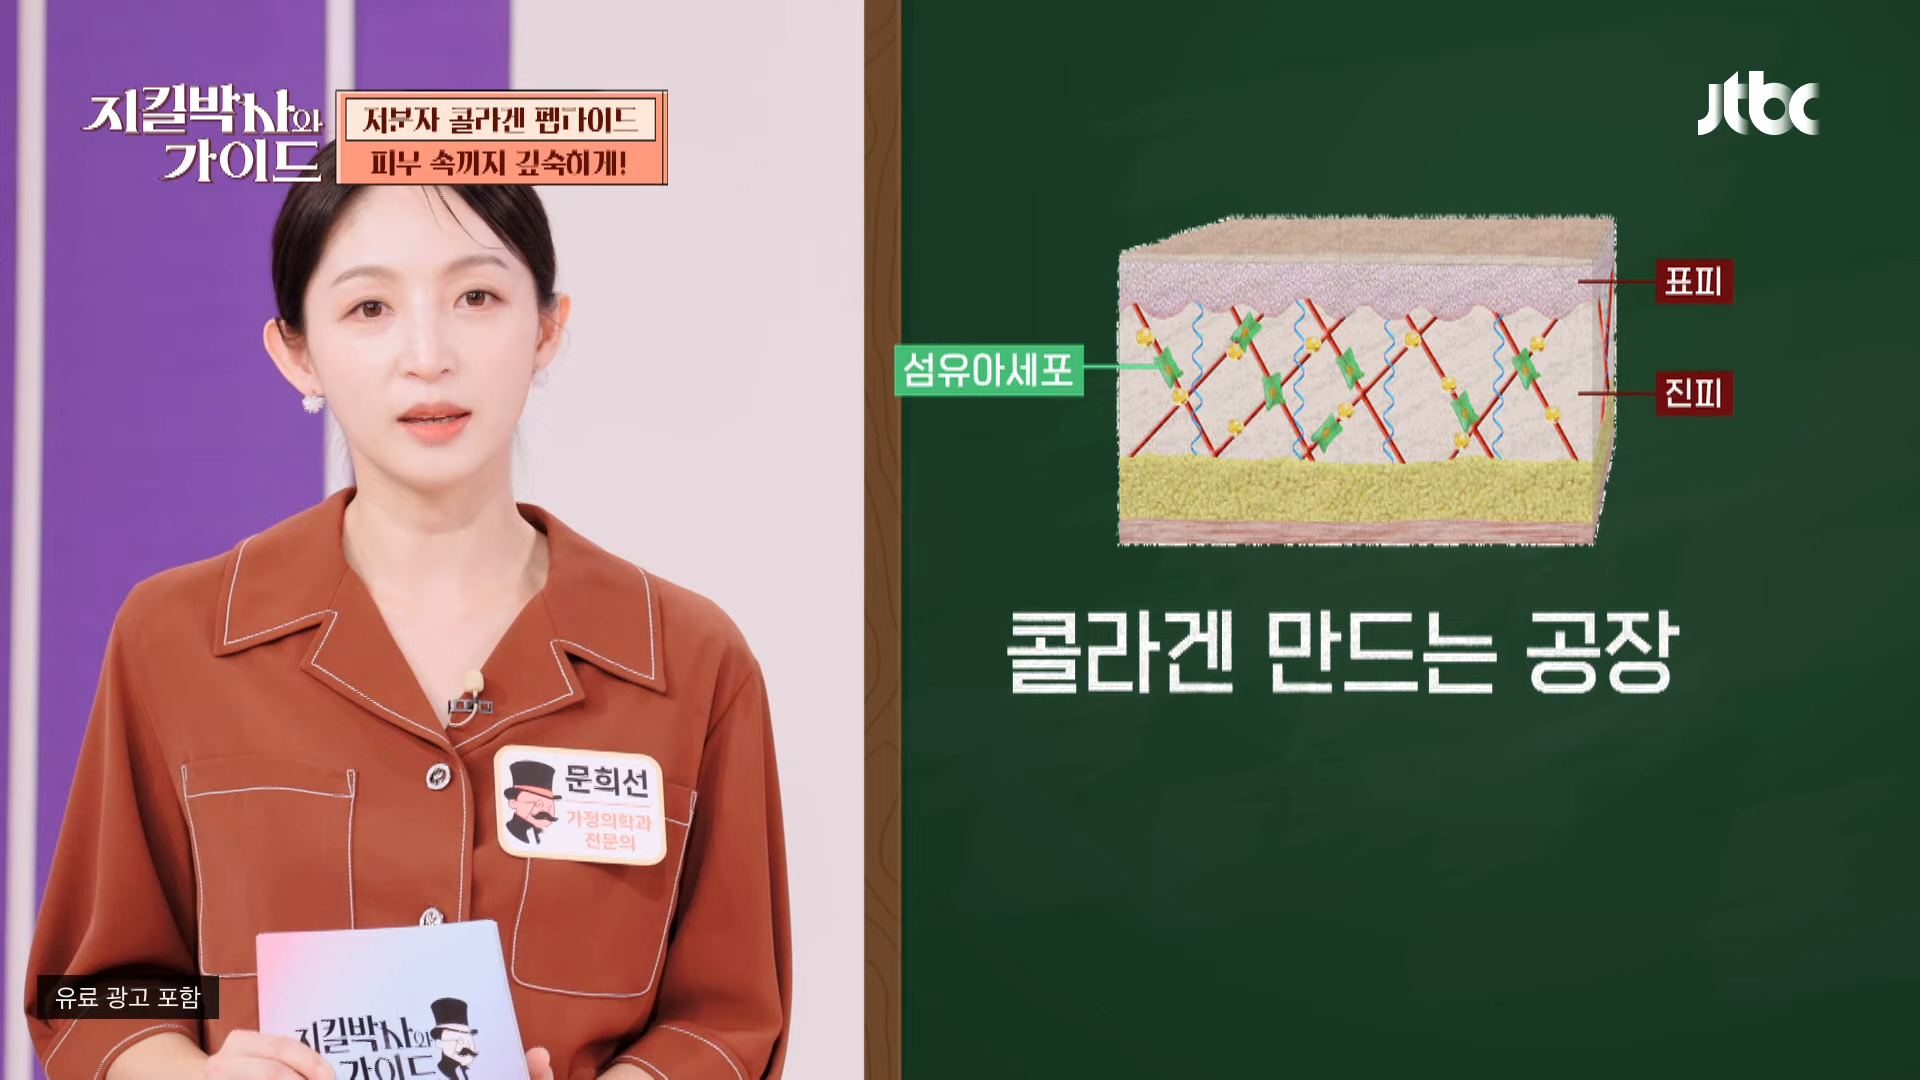 지킬박사와
가이드
저분자 콜라겐 펩타이드
피부 속까지 깊숙하게!
jtbc
표피
섬유아세포
진피
콜라겐 만드는 공장
문희선
가정의학과
전문의
유료 광고 포함
지킬박사와
가이드